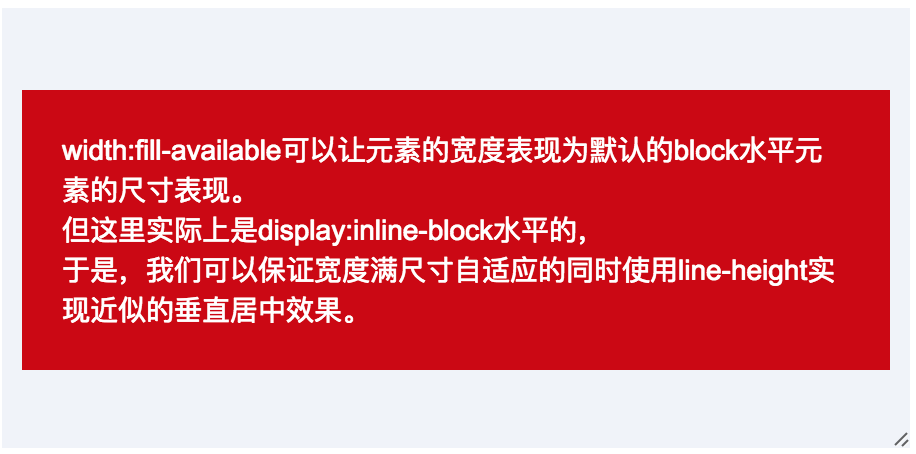 width:fill-available可以让元素的宽度表现为默认的block水平元
素的尺寸表现。
但这里实际上是display:inline-block水平的，
于是，我们可以保证宽度满尺寸自适应的同时使用line-height实
现近似的垂直居中效果。